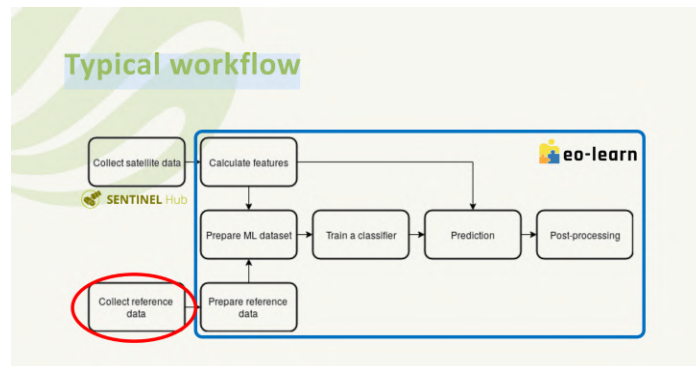 Typical workflow
eo-learn
Collect satellite data
Calculate features
SENTINEL Hub
Prepare ML dataset
Train a classifier
Prediction
Post-processing
Collect reference
data
Prepare reference
data